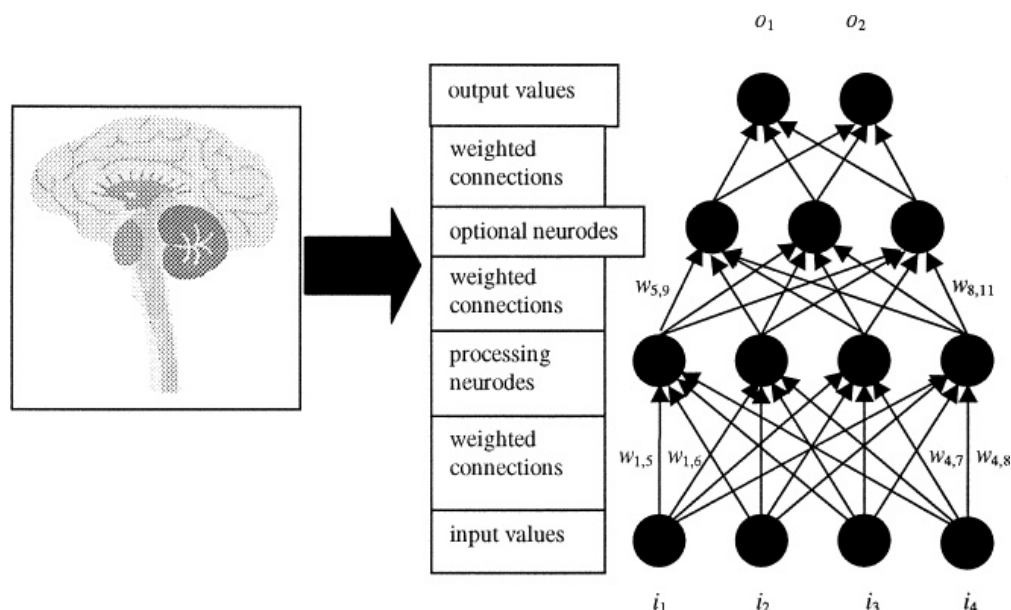 o1 o2
output values
weighted
connections
optional neurodes
weighted
connections
w5,9 w8,11
processing
neurodes
weighted
connections
w1,5 w1,6 w4,7 w4,8
input values
i1 i2 i3 i4